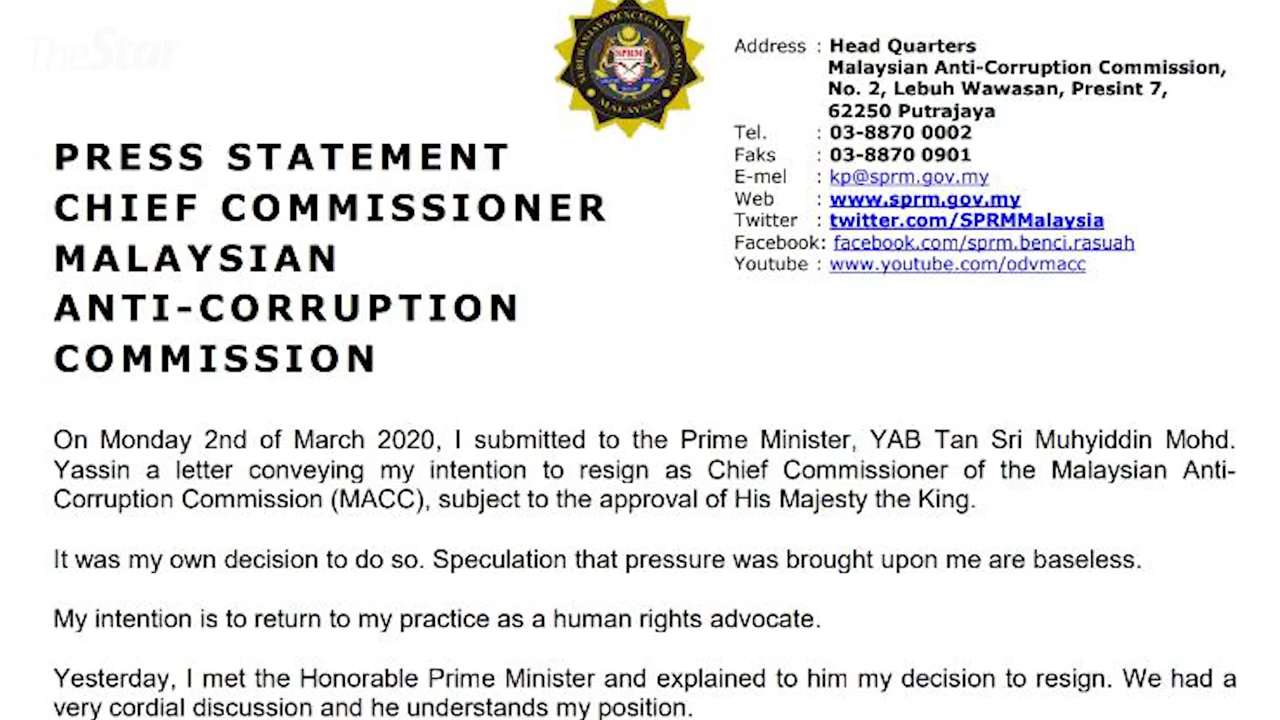 TheStar
SPRM
MALAYSIA
Address : Head Quarters
Malaysian Anti-Corruption Commission,
No. 2, Lebuh Wawasan, Presint 7,
62250 Putrajaya
Tel. : 03-8870 0002
Faks : 03-8870 0901
E-mel : kp@sprm.gov.my
Web : www.sprm.gov.my
Twitter : twitter.com/SPRMMalaysia
Facebook: facebook.com/sprm.benci.rasuah
Youtube : www.youtube.com/odvmacc
PRESS STATEMENT
CHIEF COMMISSIONER
MALAYSIAN
ANTI-CORRUPTION
COMMISSION
On Monday 2nd of March 2020, I submitted to the Prime Minister, YAB Tan Sri Muhyiddin Mohd.
Yassin a letter conveying my intention to resign as Chief Commissioner of the Malaysian Anti-
Corruption Commission (MACC), subject to the approval of His Majesty the King.
It was my own decision to do so. Speculation that pressure was brought upon me are baseless.
My intention is to return to my practice as a human rights advocate.
Yesterday, I met the Honorable Prime Minister and explained to him my decision to resign. We had a
very cordial discussion and he understands my position.